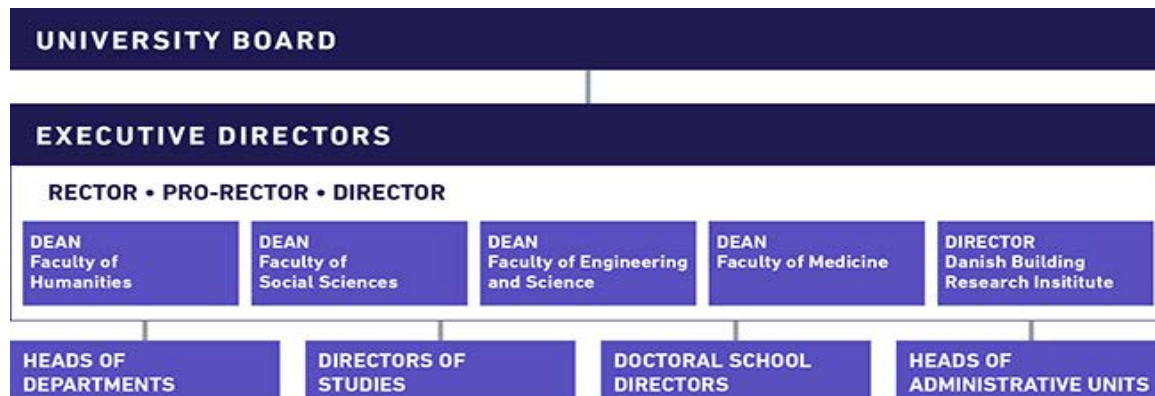 UNIVERSITY BOARD
EXECUTIVE DIRECTORS
RECTOR • PRO-RECTOR • DIRECTOR
DEAN
Faculty of
Humanities
DEAN
Faculty of
Social Sciences
DEAN
Faculty of Engineering
and Science
DEAN
Faculty of Medicine
DIRECTOR
Danish Building
Research Insititute
HEADS OF
DEPARTMENTS
DIRECTORS OF
STUDIES
DOCTORAL SCHOOL
DIRECTORS
HEADS OF
ADMINISTRATIVE UNITS